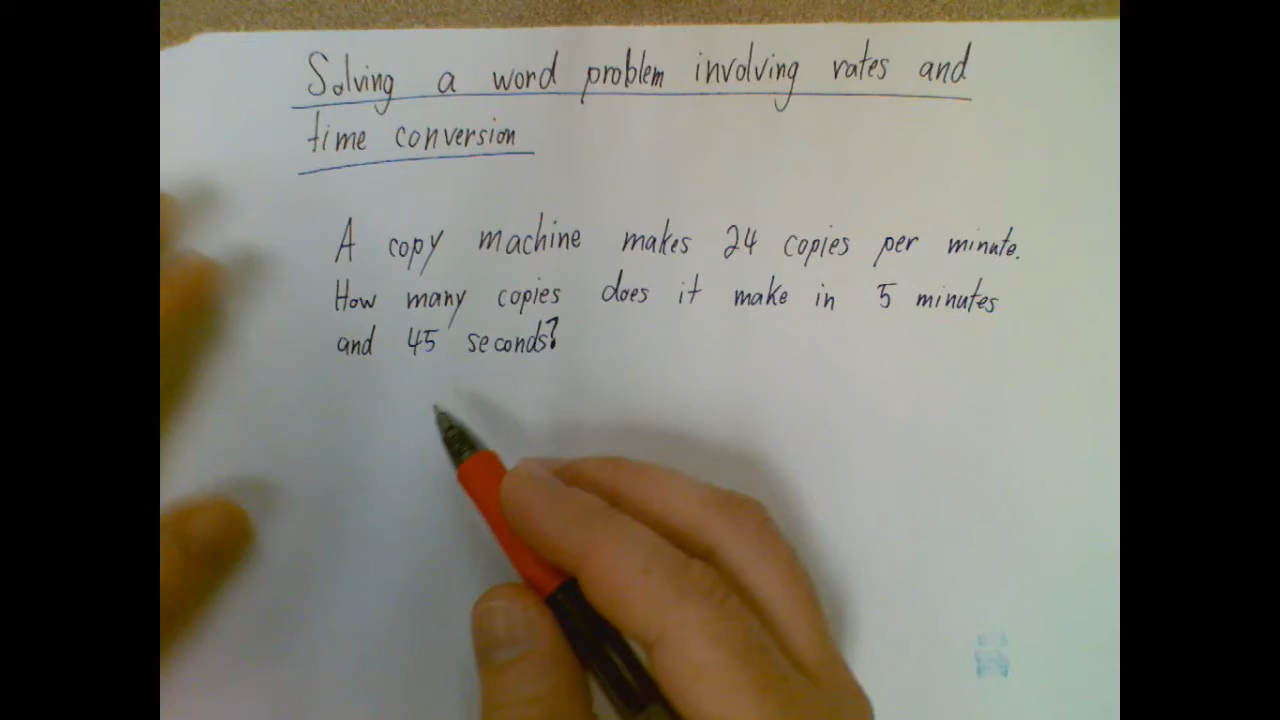 Solving a word problem involving rates and
time conversion
A copy machine makes 24 copies per minute.
How many copies does it make in 5 minutes
and 45 seconds?